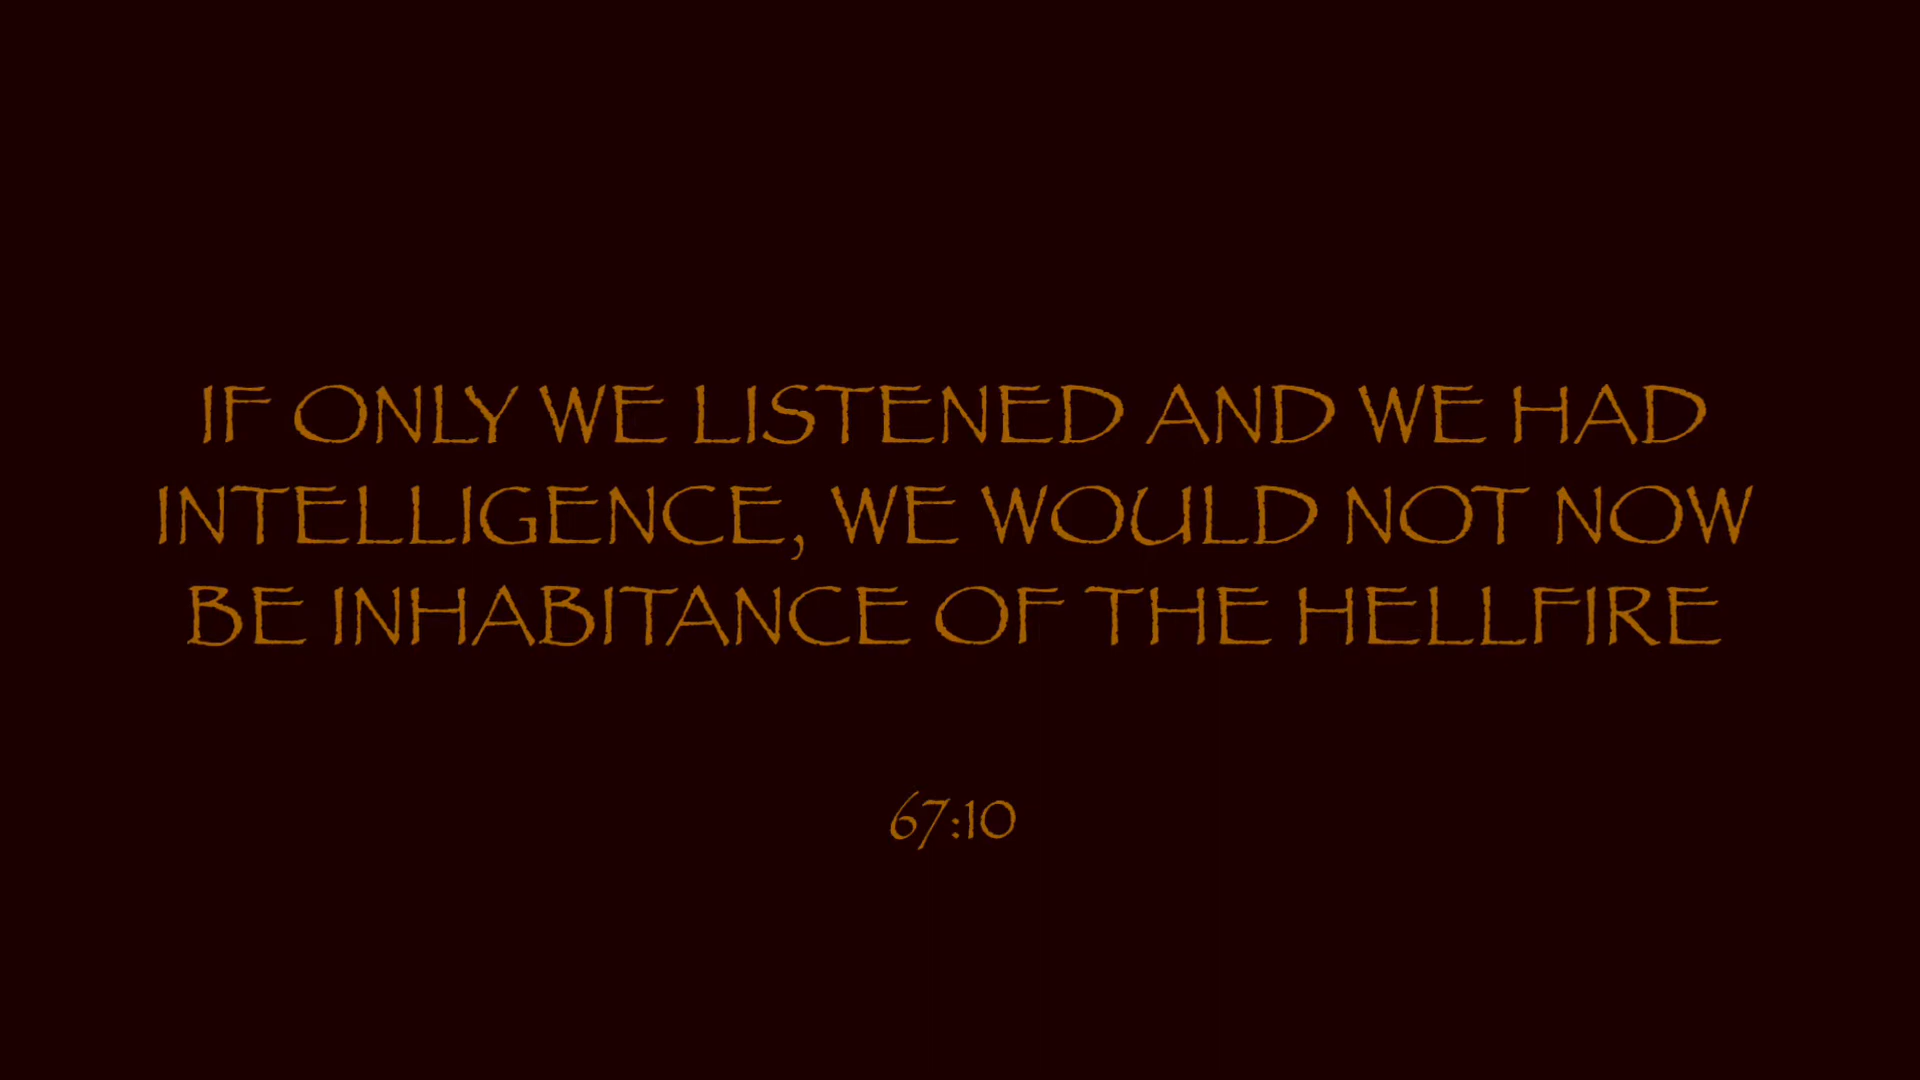 IF ONLY WE LISTENED AND WE HAD
INTELLIGENCE, WE WOULD NOT NOW
BE INHABITANCE OF THE HELLFIRE
67:10